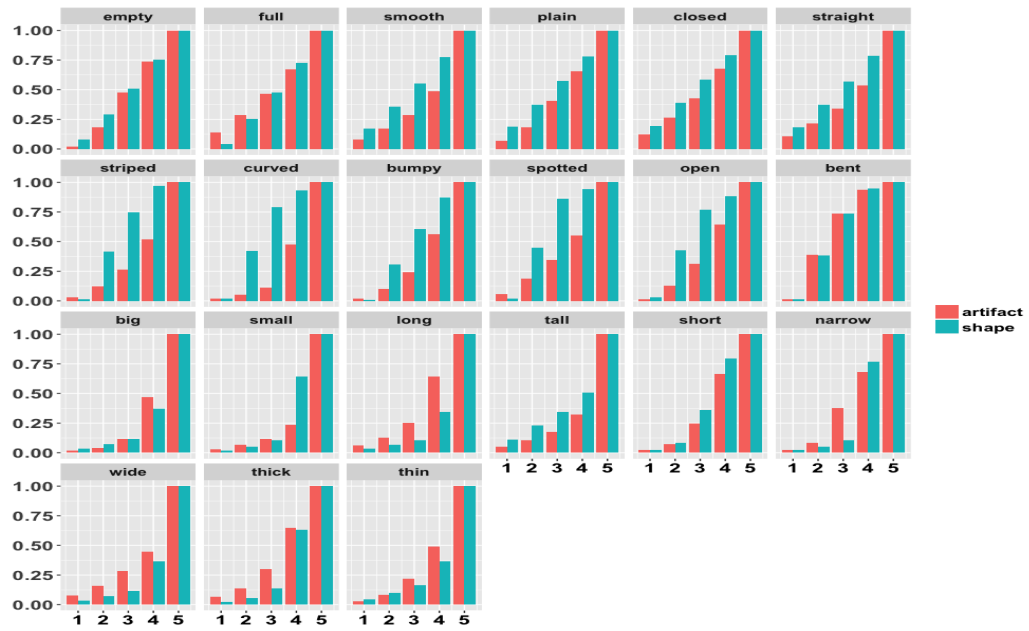 empty full smooth plain closed straight
1.00
0.75
0.50
0.25
0.00
striped curved bumpy spotted open bent
1.00
0.75
0.50
0.25
0.00
artifact
shape
big small long tall short narrow
1.00
0.75
0.50
0.25
0.00
1 2 3 4 5 1 2 3 4 5 1 2 3 4 5
wide thick thin
1.00
0.75
0.50
0.25
0.00
1 2 3 4 5 1 2 3 4 5 1 2 3 4 5